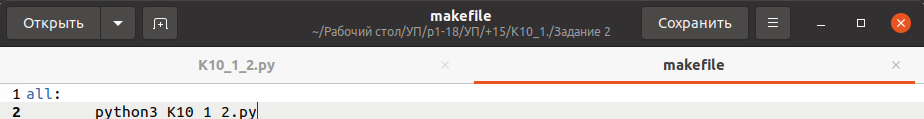 Открыть
makefile
~/Рабочий стол/УП/р1-18/УП/+15/К10_1./Задание 2
Сохранить
K10_1_2.py
makefile
1 all:
2 python3 K10_1_2.py